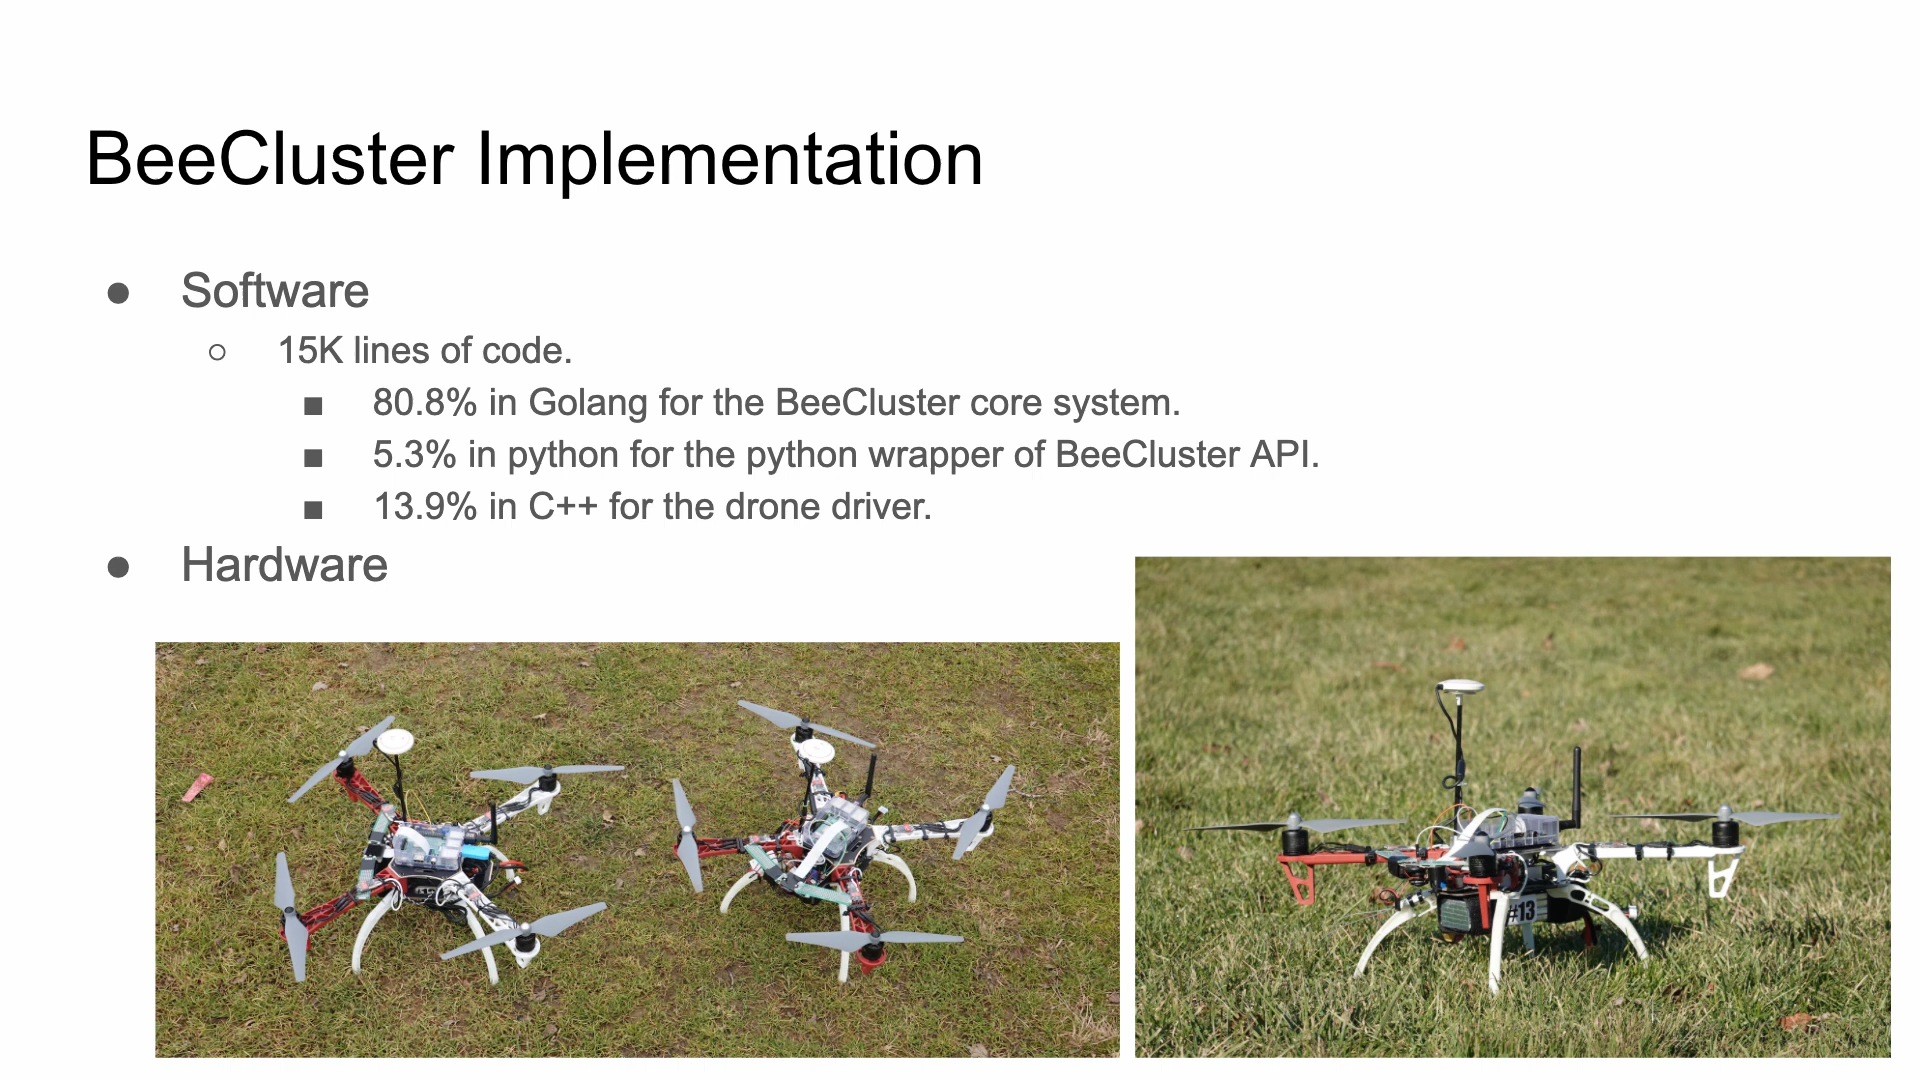 BeeCluster Implementation
● Software
○ 15K lines of code.
■ 80.8% in Golang for the BeeCluster core system.
■ 5.3% in python for the python wrapper of BeeCluster API.
■ 13.9% in C++ for the drone driver.
● Hardware
#13